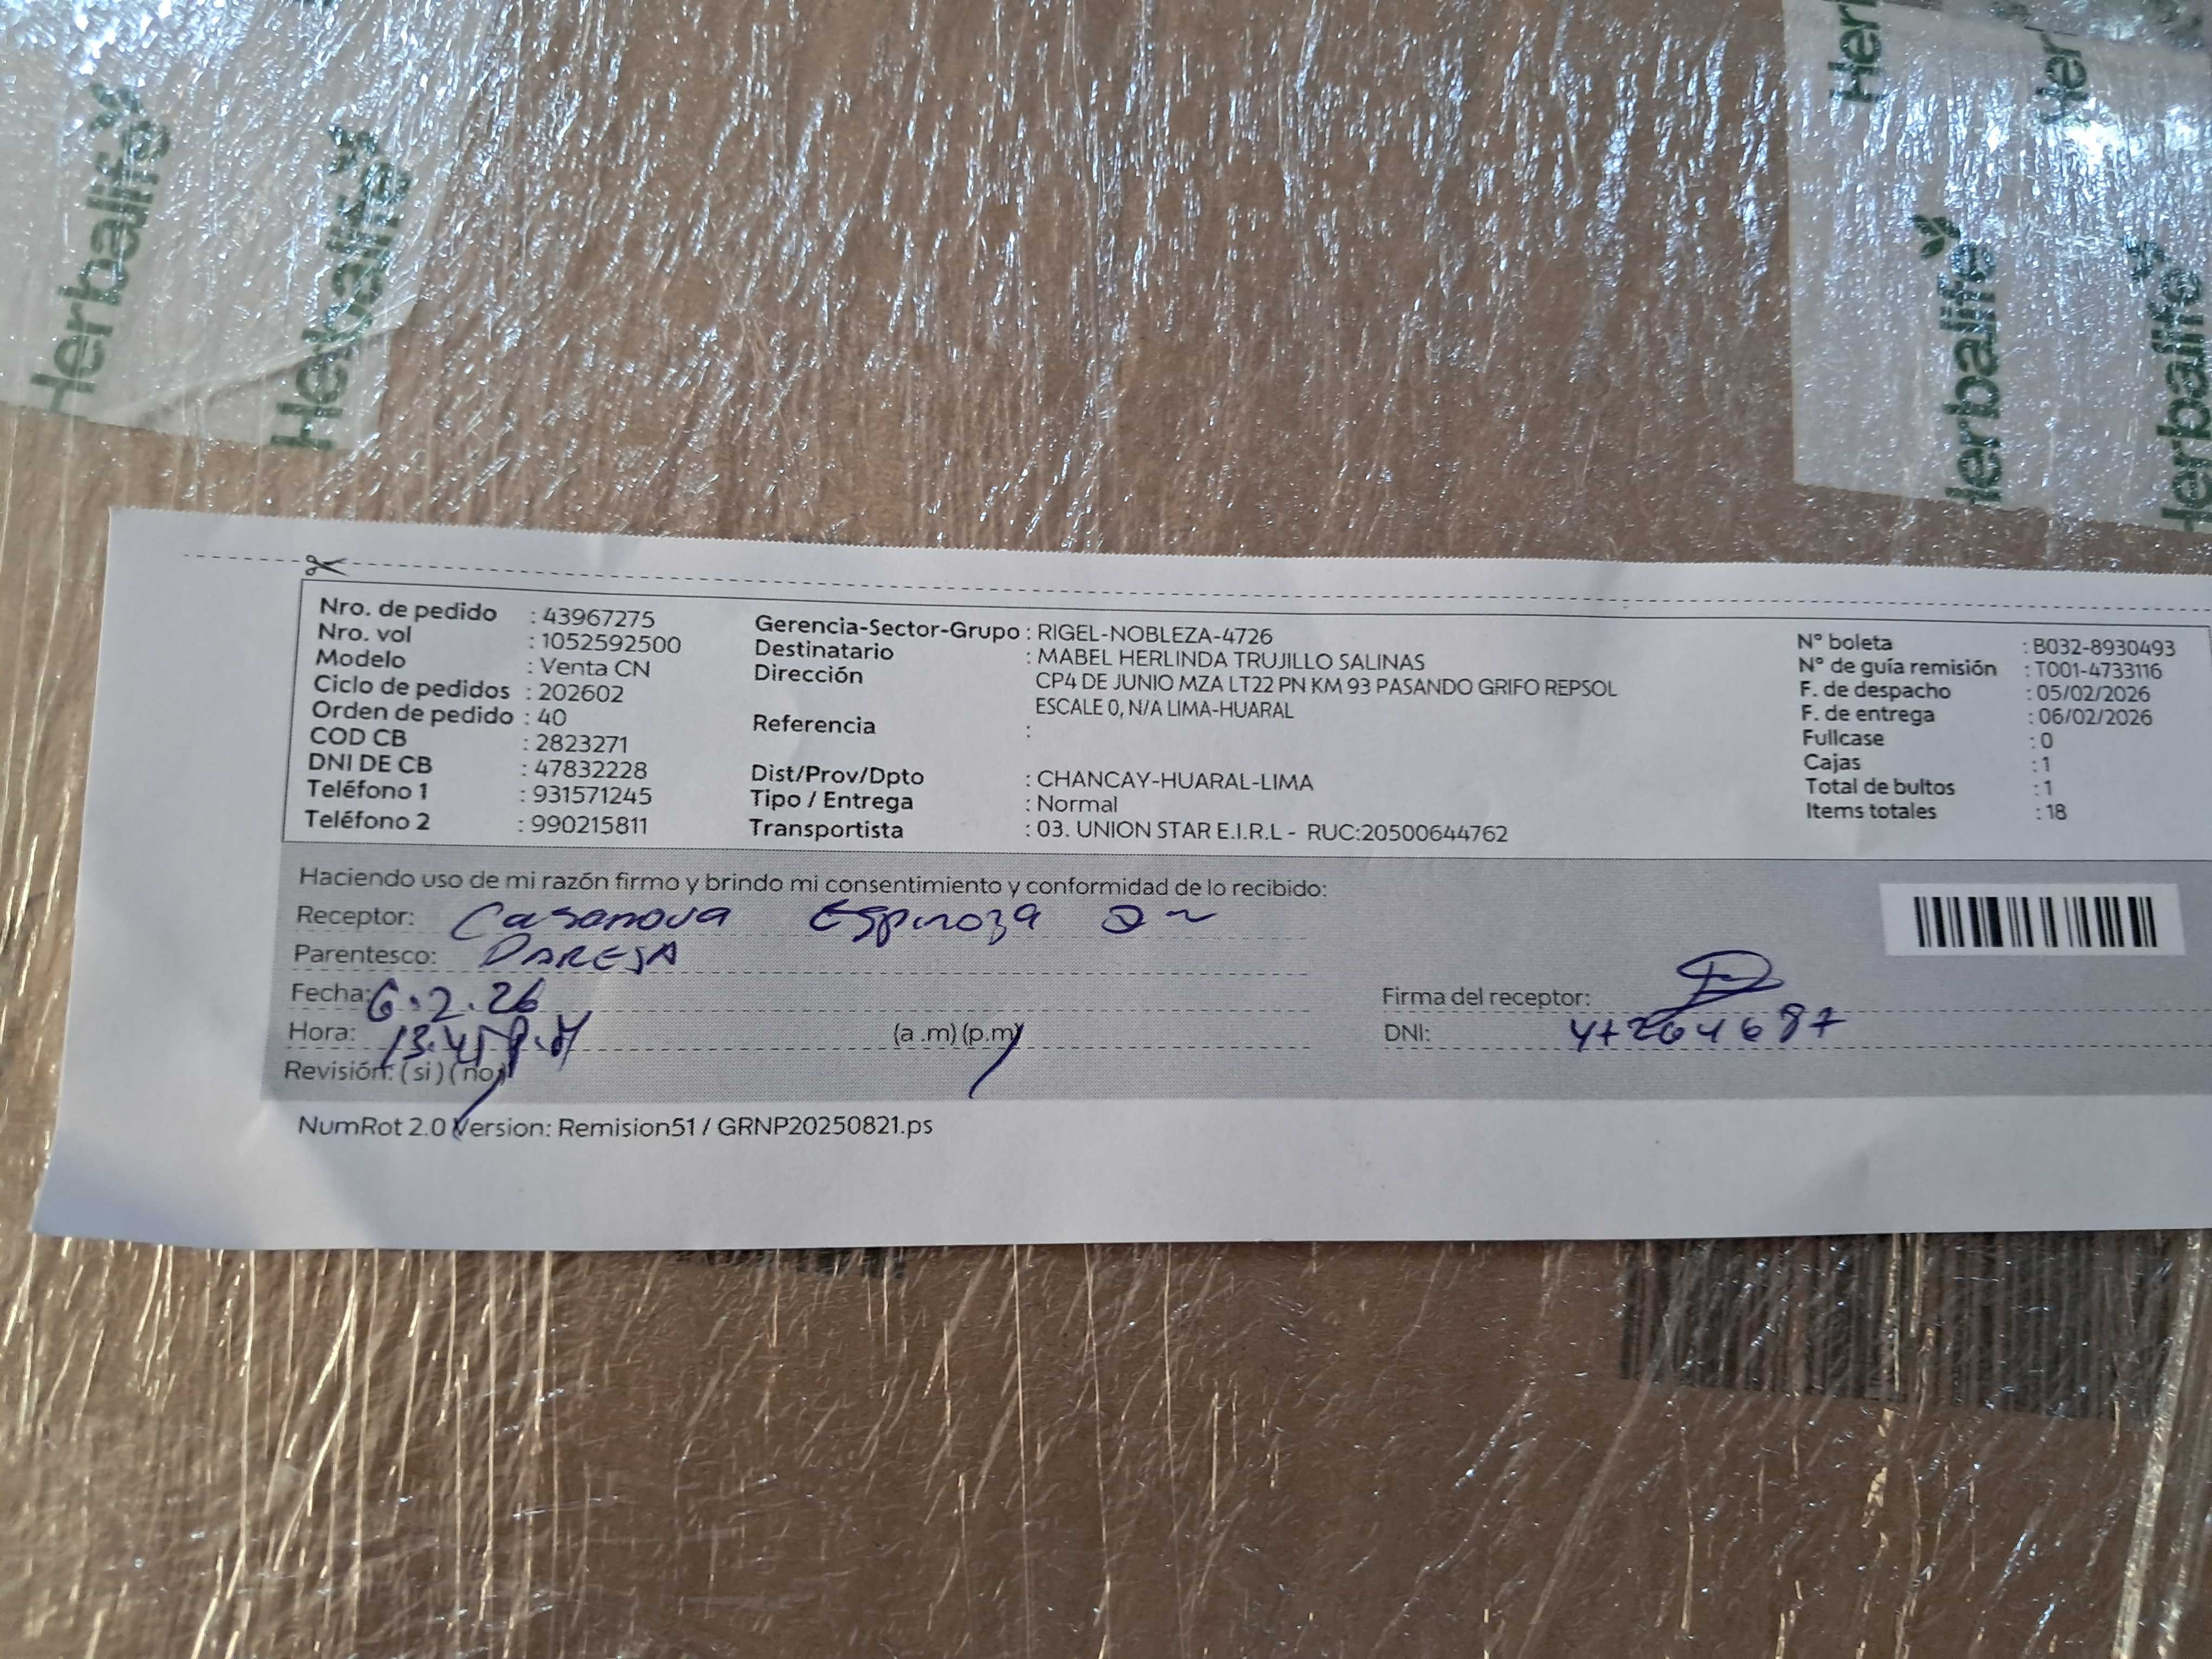 Herbalife
Herbalife
Her
Her
Herbalife
Herbalife
Nro. de pedido : 43967275
Nro. vol : 1052592500
Modelo : Venta CN
Ciclo de pedidos : 202602
Orden de pedido : 40
COD CB : 2823271
DNI DE CB : 47832228
Teléfono 1 : 931571245
Teléfono 2 : 990215811
Gerencia-Sector-Grupo : RIGEL-NOBLEZA-4726
Destinatario : MABEL HERLINDA TRUJILLO SALINAS
Dirección CP4 DE JUNIO MZA LT22 PN KM 93 PASANDO GRIFO REPSOL
ESCALE 0, N/A LIMA-HUARAL
Referencia :
Dist/Prov/Dpto : CHANCAY-HUARAL-LIMA
Tipo / Entrega : Normal
Transportista : 03. UNION STAR E.I.R.L - RUC:20500644762
N° boleta : B032-8930493
N° de guía remisión : T001-4733116
F. de despacho : 05/02/2026
F. de entrega : 06/02/2026
Fullcase : 0
Cajas : 1
Total de bultos : 1
Items totales : 18
Haciendo uso de mi razón firmo y brindo mi consentimiento y conformidad de lo recibido:
Receptor: Casanova Espinoza
Parentesco: PAREJA
Fecha: 6.2.26
Hora: 13.45 P.M (a .m) (p.m)
Revisión: (si) (no)
Firma del receptor:
DNI: 47264687
NumRot 2.0 Version: Remision51 / GRNP20250821.ps